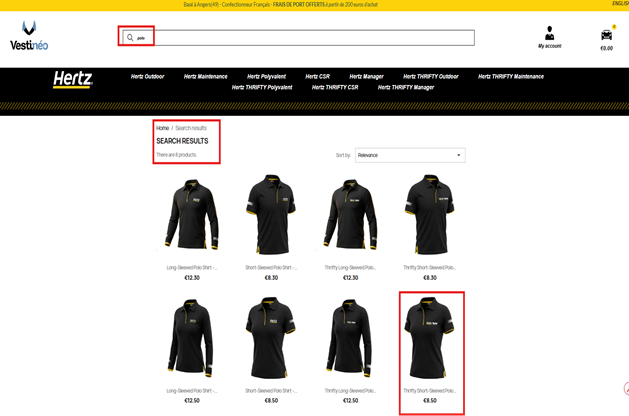 Basé à Angers(49) - Confectionneur Français - FRAIS DE PORT OFFERTS à partir de 200 euros d'achat
ENGLISH
Vestinéo
polo
My account
€0.00
Hertz
Hertz Outdoor Hertz Maintenance Hertz Polyvalent Hertz CSR Hertz Manager Hertz THRIFTY Outdoor Hertz THRIFTY Maintenance
Hertz THRIFTY Polyvalent Hertz THRIFTY CSR Hertz THRIFTY Manager
Home / Search results
SEARCH RESULTS
There are 8 products.
Sort by: Relevance
Long-Sleeved Polo Shirt -... Short-Sleeved Polo Shirt -... Thrifty Long-Sleeved Polo... Thrifty Short-Sleeved Polo...
€12.30 €8.30 €12.30 €8.30
Long-Sleeved Polo Shirt -... Short-Sleeved Polo Shirt -... Thrifty Long-Sleeved Polo... Thrifty Short-Sleeved Polo...
€12.50 €8.50 €12.50 €8.50